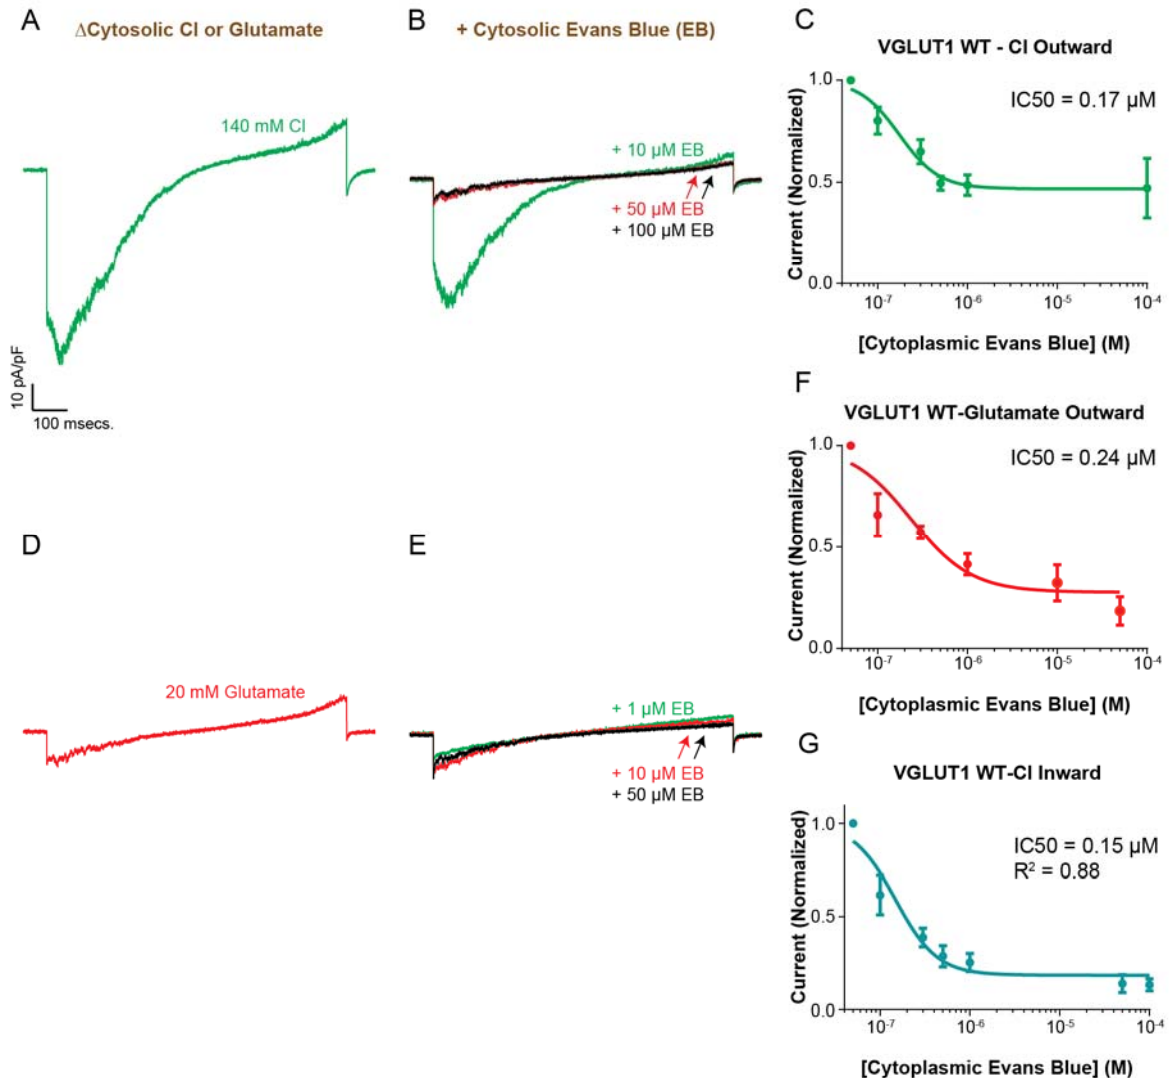 A
ΔCytosolic Cl or Glutamate
140 mM Cl
10 pA/pF
100 msecs.
B
+ Cytosolic Evans Blue (EB)
+ 10 µM EB
+ 50 µM EB
+ 100 µM EB
C
VGLUT1 WT - Cl Outward
IC50 = 0.17 µM
Current (Normalized)
1.0
0.5
0.0
10-7
10-6
10-5
10-4
[Cytoplasmic Evans Blue] (M)
D
20 mM Glutamate
E
+ 1 µM EB
+ 10 µM EB
+ 50 µM EB
F
VGLUT1 WT-Glutamate Outward
IC50 = 0.24 µM
Current (Normalized)
1.0
0.5
0.0
10-7
10-6
10-5
10-4
[Cytoplasmic Evans Blue] (M)
G
VGLUT1 WT-Cl Inward
IC50 = 0.15 µM
R2 = 0.88
Current (Normalized)
1.0
0.5
0.0
10-7
10-6
10-5
10-4
[Cytoplasmic Evans Blue] (M)